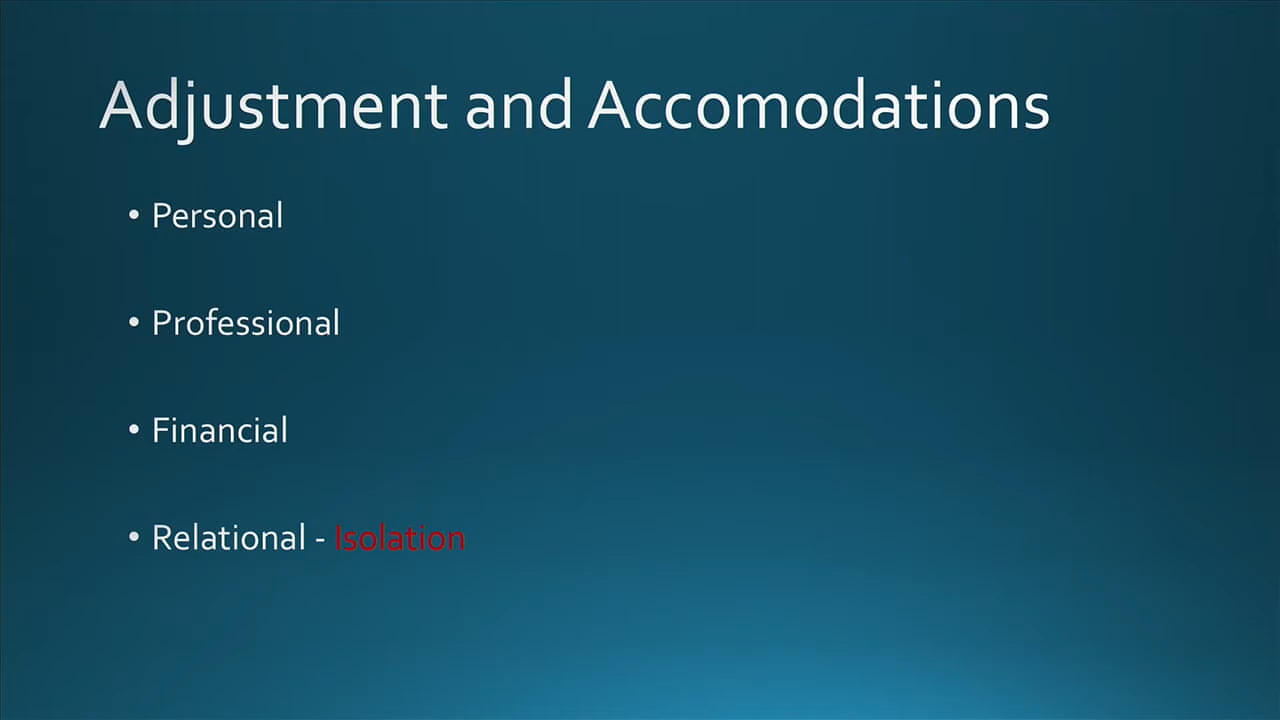 Adjustment and Accomodations
• Personal
• Professional
• Financial
• Relational - Isolation